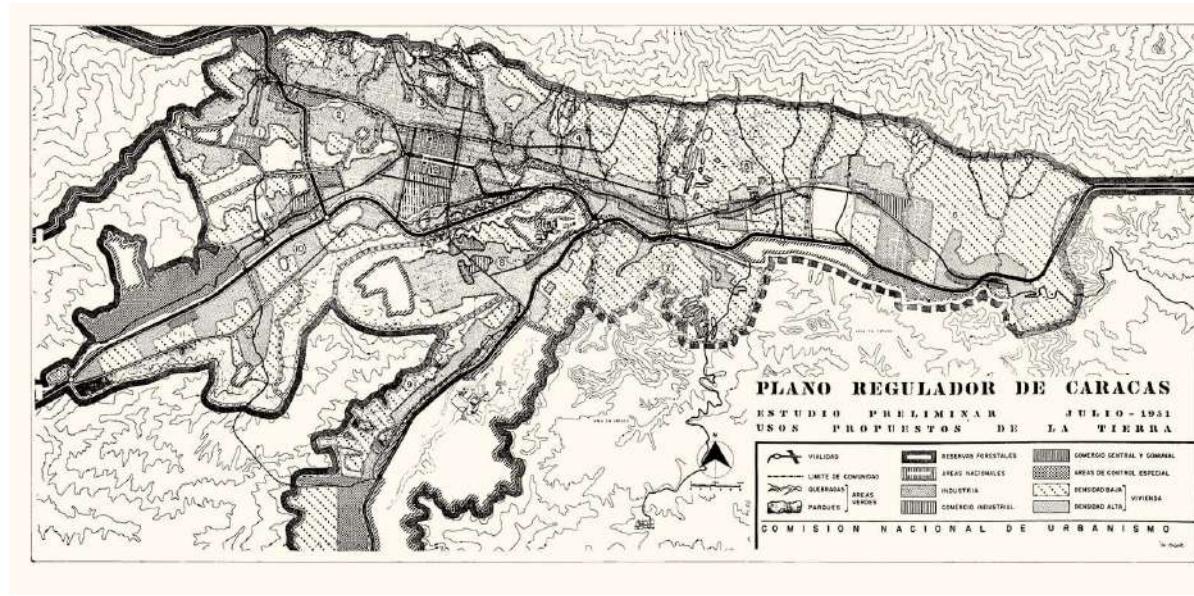 PLANO REGULADOR DE CARACAS
ESTUDIO PRELIMINAR JULIO-1951
USOS PROPUESTOS DE LA TIERRA
N
VIALIDAD
LIMITE DE COMUNIDAD
QUEBRADAS
PARQUES
AREAS VERDES
RESERVAS FORESTALES
AREAS NACIONALES
INDUSTRIA
COMERCIO INDUSTRIAL
COMERCIO CENTRAL Y COMUNAL
AREAS DE CONTROL ESPECIAL
DENSIDAD BAJA
DENSIDAD ALTA
VIVIENDA
COMISION NACIONAL DE URBANISMO